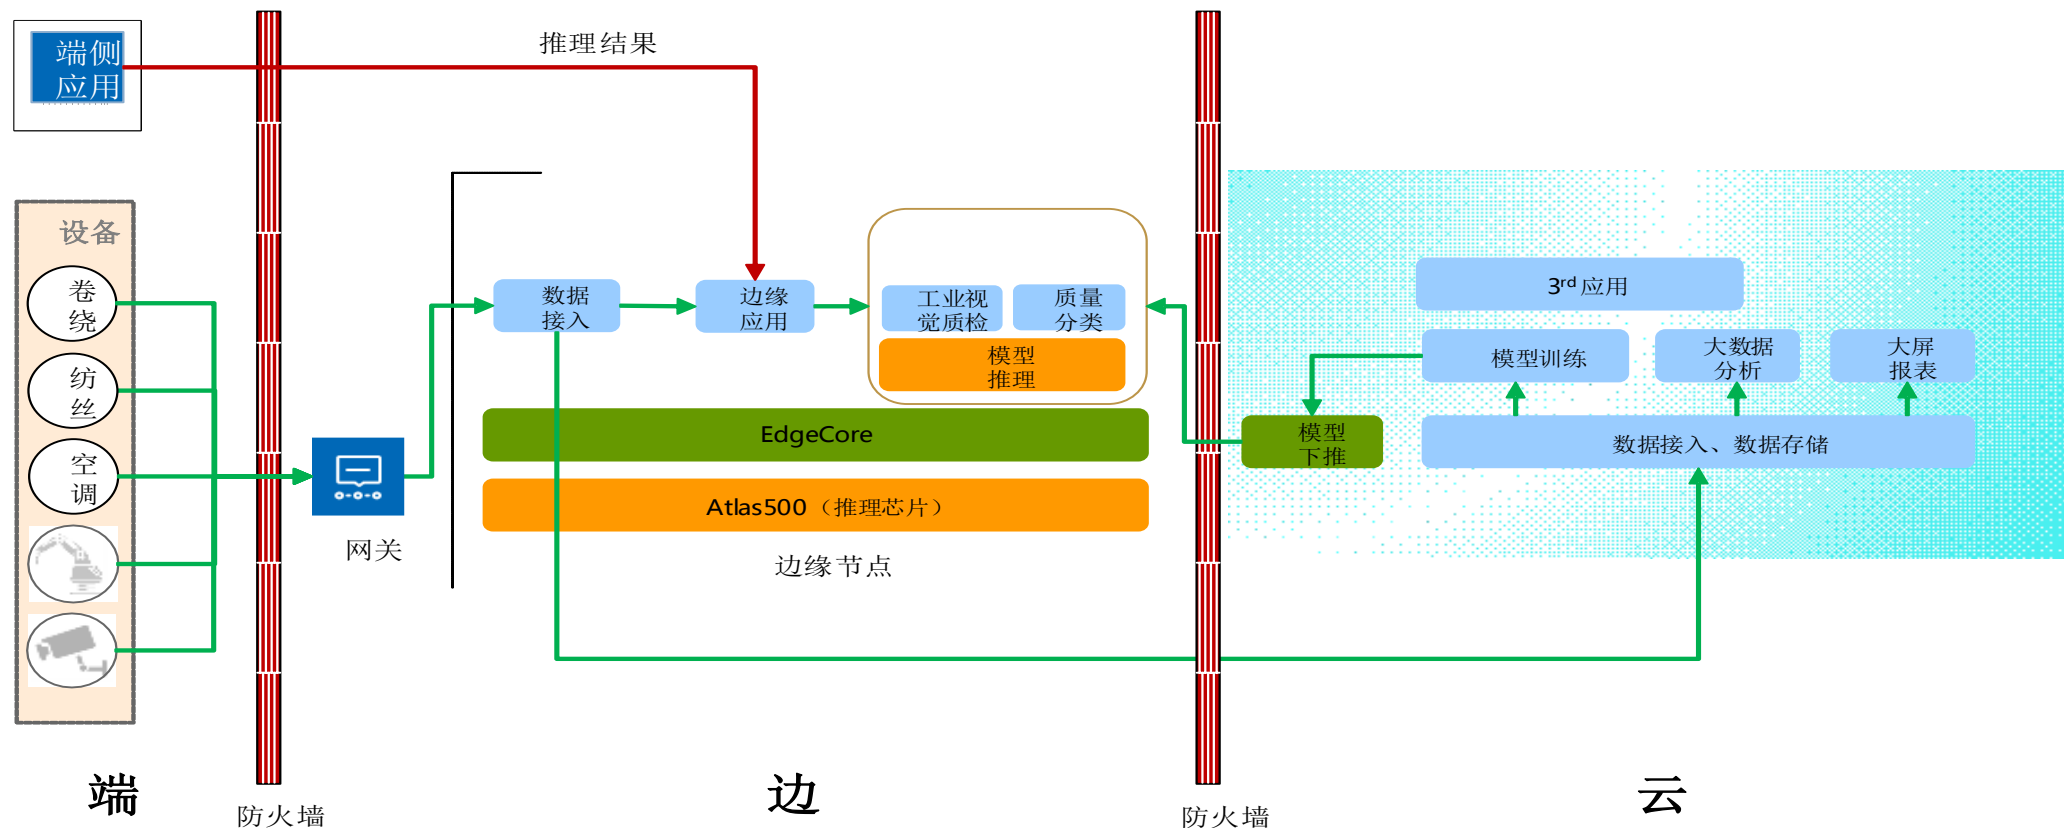 端侧
应用
推理结果
设备
卷
绕
纺
丝
空
调
网关
数据
接入
边缘
应用
工业视
觉质检
质量
分类
模型
推理
EdgeCore
Atlas500（推理芯片）
边缘节点
3rd 应用
模型训练
大数据
分析
大屏
报表
模型
下推
数据接入、数据存储
端
防火墙
边
防火墙
云